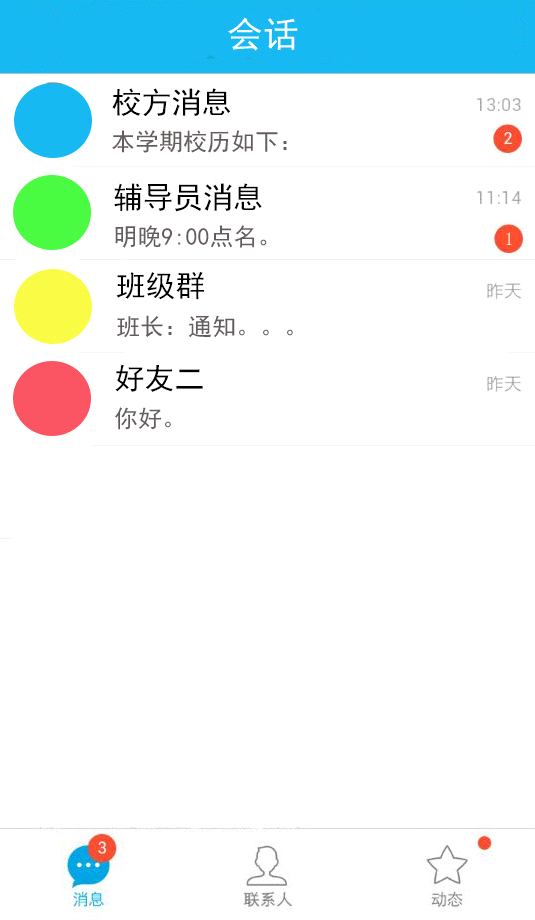 会话
校方消息
13:03
本学期校历如下：
2
辅导员消息
11:14
明晚9:00点名。
1
班级群
昨天
班长：通知。。。
好友二
昨天
你好。
3
消息
联系人
动态